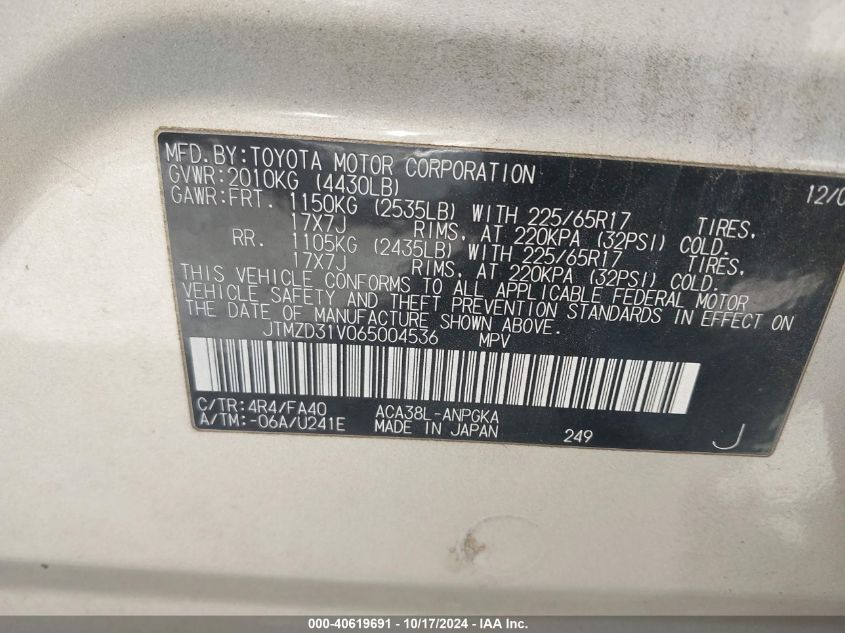 MFD. BY: TOYOTA MOTOR CORPORATION 12/0
GVWR: 2010KG (4430LB)
GAWR: FRT. 1150KG (2535LB) WITH 225/65R17 TIRES,
17X7J RIMS, AT 220KPA (32PSI) COLD.
RR. 1105KG (2435LB) WITH 225/65R17 TIRES,
17X7J RIMS, AT 220KPA (32PSI) COLD.
THIS VEHICLE CONFORMS TO ALL APPLICABLE FEDERAL MOTOR
VEHICLE SAFETY AND THEFT PREVENTION STANDARDS IN EFFECT ON
THE DATE OF MANUFACTURE SHOWN ABOVE.
JTMZD31V065004536 MPV
C/TR: 4R4/FA40 ACA38L-ANPGKA
A/TM: -06A/U241E MADE IN JAPAN 249 J
000-40619691 - 10/17/2024 - IAA Inc.